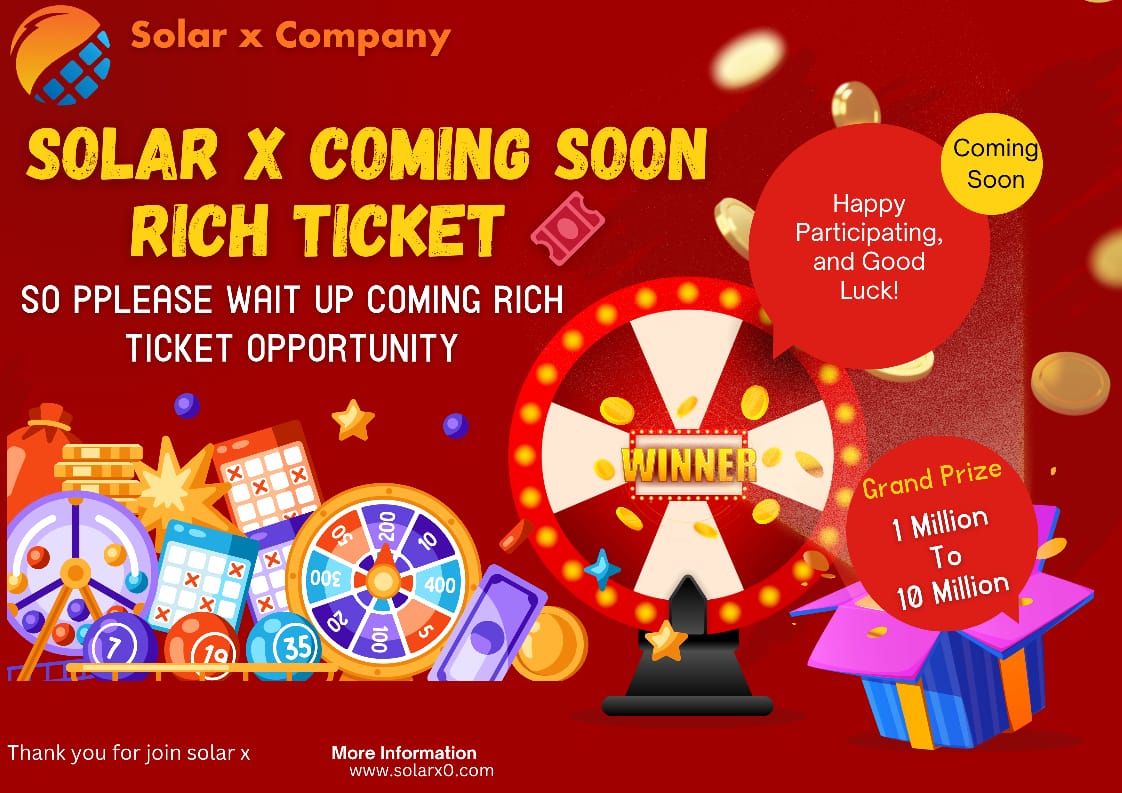 Solar x Company
SOLAR X COMING SOON
RICH TICKET
SO PPLEASE WAIT UP COMING RICH
TICKET OPPORTUNITY
Coming
Soon
Happy
Participating,
and Good
Luck!
WINNER
Grand Prize
1 Million
To
10 Million
200
10
400
5
100
20
300
50
7
19
35
Thank you for join solar x
More Information
www.solarx0.com